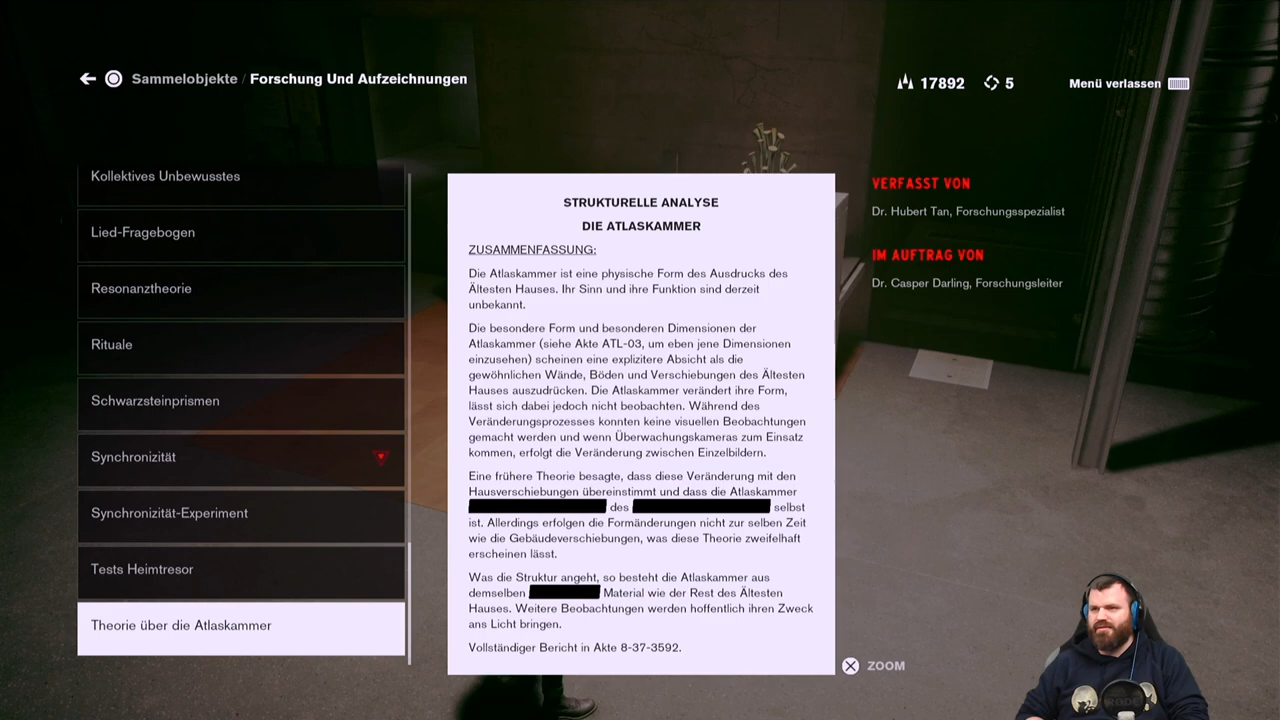 Sammelobjekte / Forschung Und Aufzeichnungen
17892
5
Menü verlassen
Kollektives Unbewusstes
Lied-Fragebogen
Resonanztheorie
Rituale
Schwarzsteinprismen
Synchronizität
Synchronizität-Experiment
Tests Heimtresor
Theorie über die Atlaskammer
STRUKTURELLE ANALYSE
DIE ATLASKAMMER
ZUSAMMENFASSUNG:
Die Atlaskammer ist eine physische Form des Ausdrucks des
Ältesten Hauses. Ihr Sinn und ihre Funktion sind derzeit
unbekannt.
Die besondere Form und besonderen Dimensionen der
Atlaskammer (siehe Akte ATL-03, um eben jene Dimensionen
einzusehen) scheinen eine explizitere Absicht als die
gewöhnlichen Wände, Böden und Verschiebungen des Ältesten
Hauses auszudrücken. Die Atlaskammer verändert ihre Form,
lässt sich dabei jedoch nicht beobachten. Während des
Veränderungsprozesses konnten keine visuellen Beobachtungen
gemacht werden und wenn Überwachungskameras zum Einsatz
kommen, erfolgt die Veränderung zwischen Einzelbildern.
Eine frühere Theorie besagte, dass diese Veränderung mit den
Hausverschiebungen übereinstimmt und dass die Atlaskammer
des selbst
ist. Allerdings erfolgen die Formänderungen nicht zur selben Zeit
wie die Gebäudeverschiebungen, was diese Theorie zweifelhaft
erscheinen lässt.
Was die Struktur angeht, so besteht die Atlaskammer aus
demselben Material wie der Rest des Ältesten
Hauses. Weitere Beobachtungen werden hoffentlich ihren Zweck
ans Licht bringen.
Vollständiger Bericht in Akte 8-37-3592.
VERFASST VON
Dr. Hubert Tan, Forschungsspezialist
IM AUFTRAG VON
Dr. Casper Darling, Forschungsleiter
ZOOM